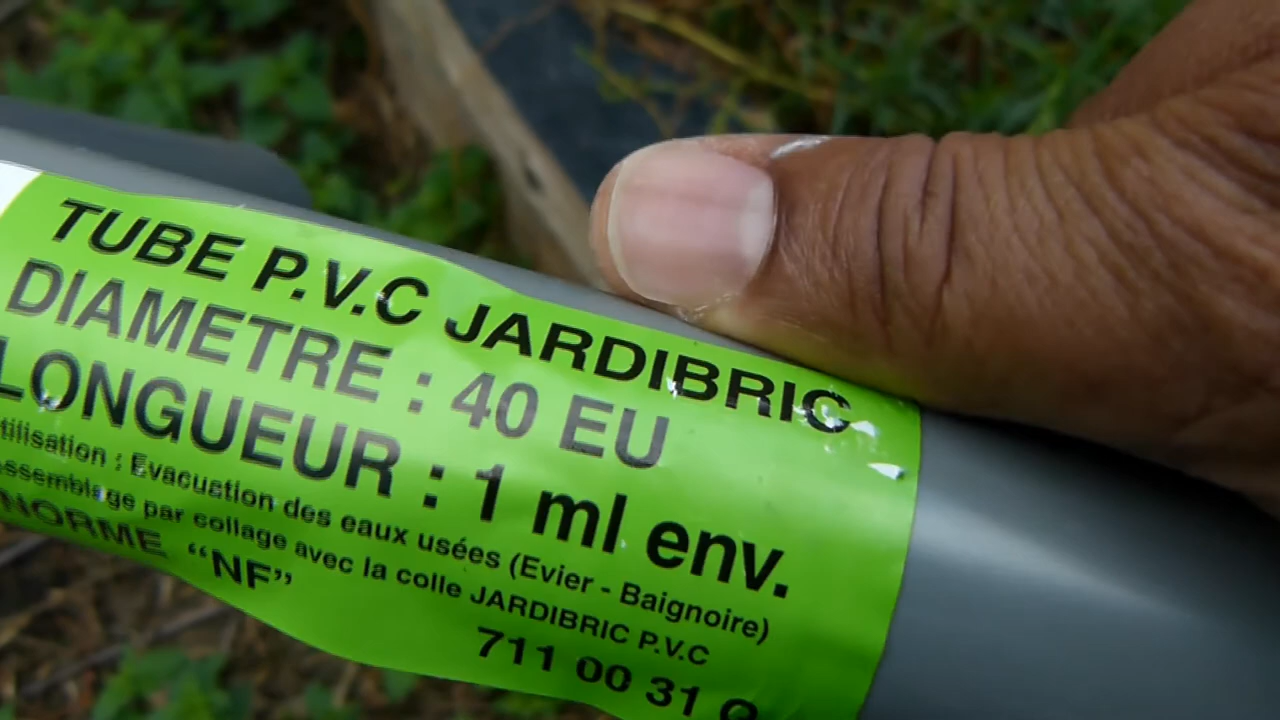 TUBE P.V.C JARDIBRIC
DIAMETRE : 40 EU
LONGUEUR : 1 ml env.
tilisation : Evacuation des eaux usées (Evier - Baignoire)
ssemblage par collage avec la colle JARDIBRIC P.V.C
NORME "NF"
711 00 31